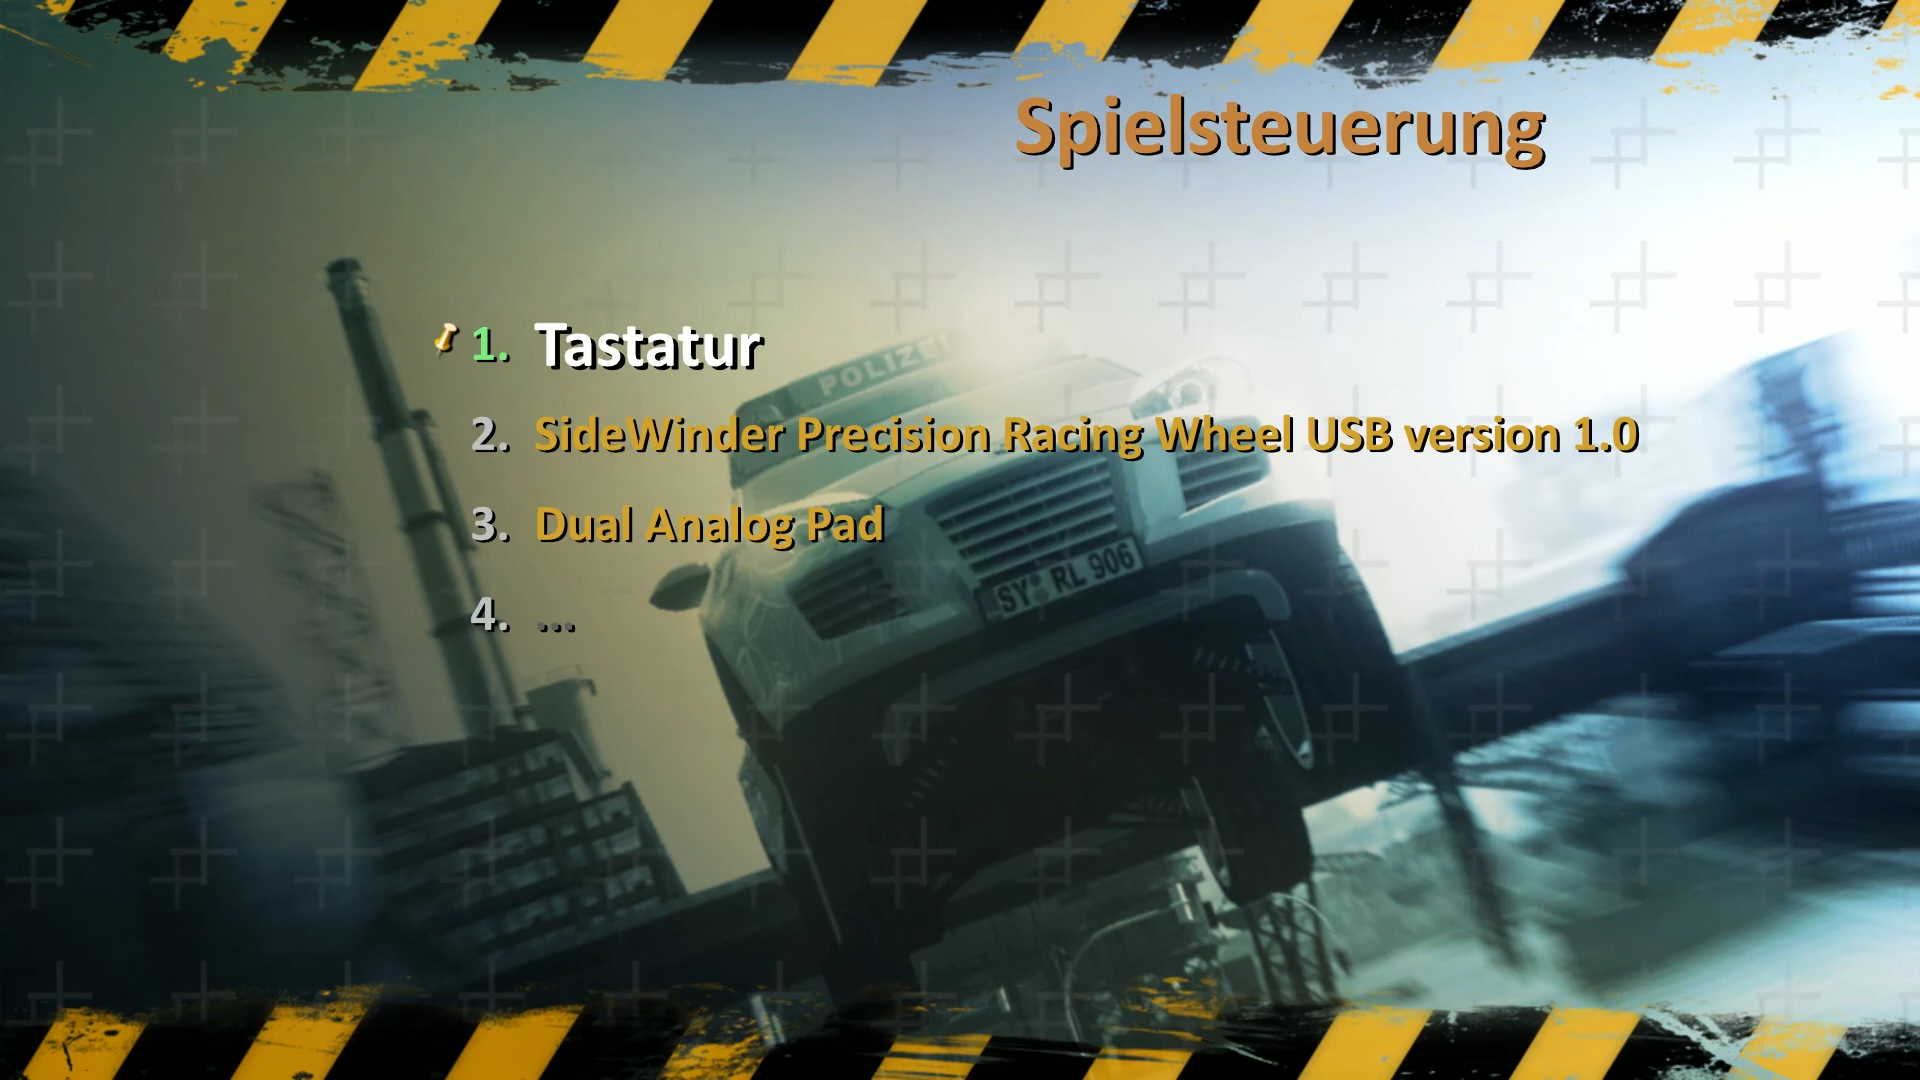 Spielsteuerung
1. Tastatur
POLIZEI
2. SideWinder Precision Racing Wheel USB version 1.0
3. Dual Analog Pad
SY RL 906
4. ...